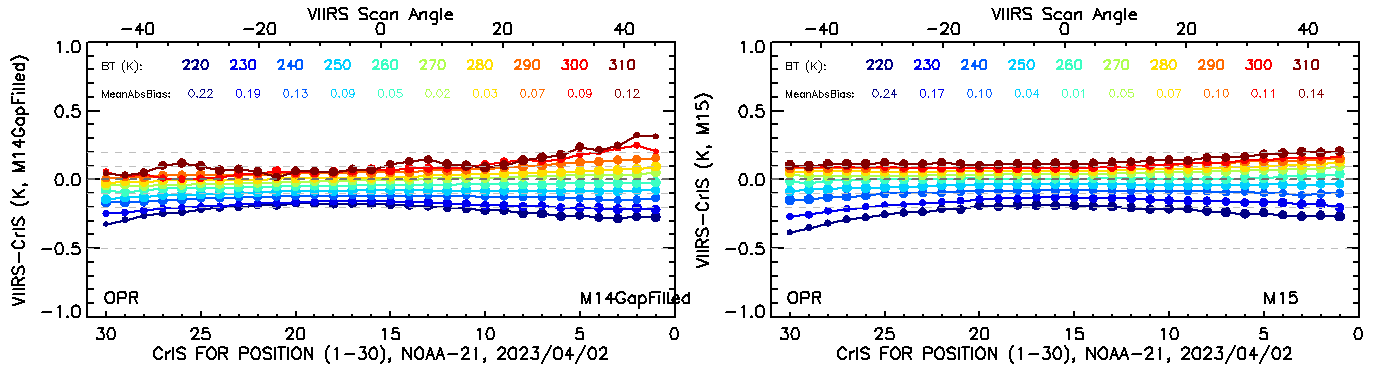 VIIRS Scan Angle
−40 −20 0 20 40
1.0
BT (K): 220 230 240 250 260 270 280 290 300 310
MeanAbsBias: 0.22 0.19 0.13 0.09 0.05 0.02 0.03 0.07 0.09 0.12
0.5
0.0
−0.5
−1.0
VIIRS−CrIS (K, M14GapFilled)
OPR M14GapFilled
30 25 20 15 10 5 0
CrIS FOR POSITION (1−30), NOAA−21, 2023/04/02
VIIRS Scan Angle
−40 −20 0 20 40
1.0
BT (K): 220 230 240 250 260 270 280 290 300 310
MeanAbsBias: 0.24 0.17 0.10 0.04 0.01 0.05 0.07 0.10 0.11 0.14
0.5
0.0
−0.5
−1.0
VIIRS−CrIS (K, M15)
OPR M15
30 25 20 15 10 5 0
CrIS FOR POSITION (1−30), NOAA−21, 2023/04/02